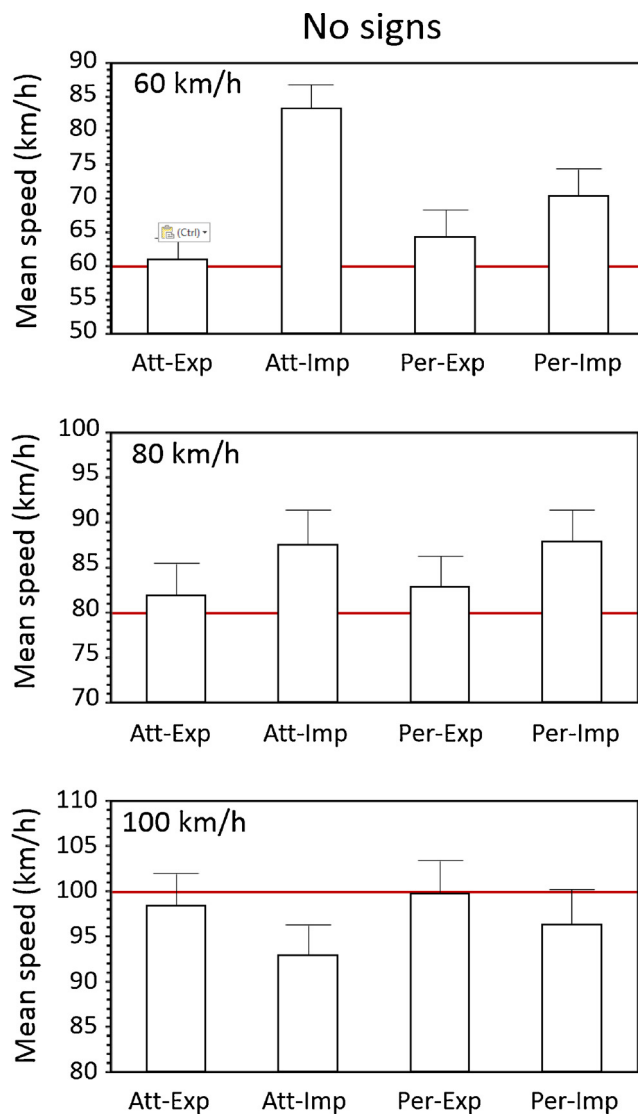 No signs
Mean speed (km/h)
90
85
80
75
70
65
60
55
50
60 km/h
(Ctrl)
Att-Exp Att-Imp Per-Exp Per-Imp
Mean speed (km/h)
100
95
90
85
80
75
70
80 km/h
Att-Exp Att-Imp Per-Exp Per-Imp
Mean speed (km/h)
110
105
100
95
90
85
80
100 km/h
Att-Exp Att-Imp Per-Exp Per-Imp